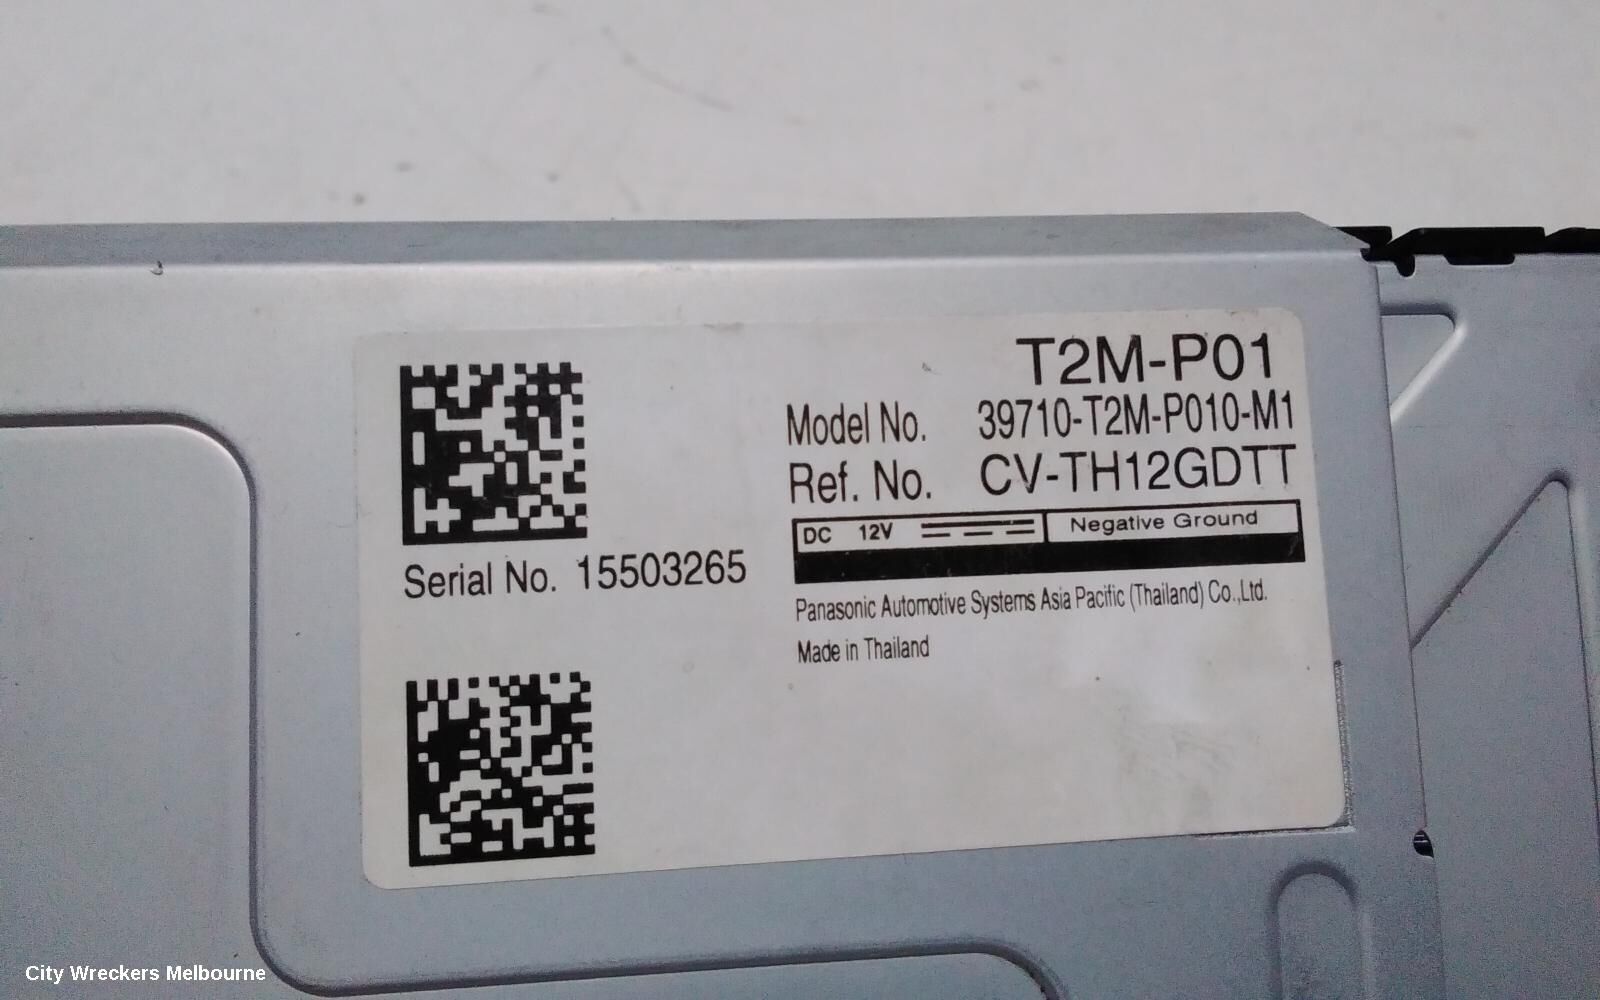 T2M-P01
Model No. 39710-T2M-P010-M1
Ref. No. CV-TH12GDTT
DC 12V Negative Ground
Serial No. 15503265
Panasonic Automotive Systems Asia Pacific (Thailand) Co.,Ltd.
Made in Thailand
City Wreckers Melbourne